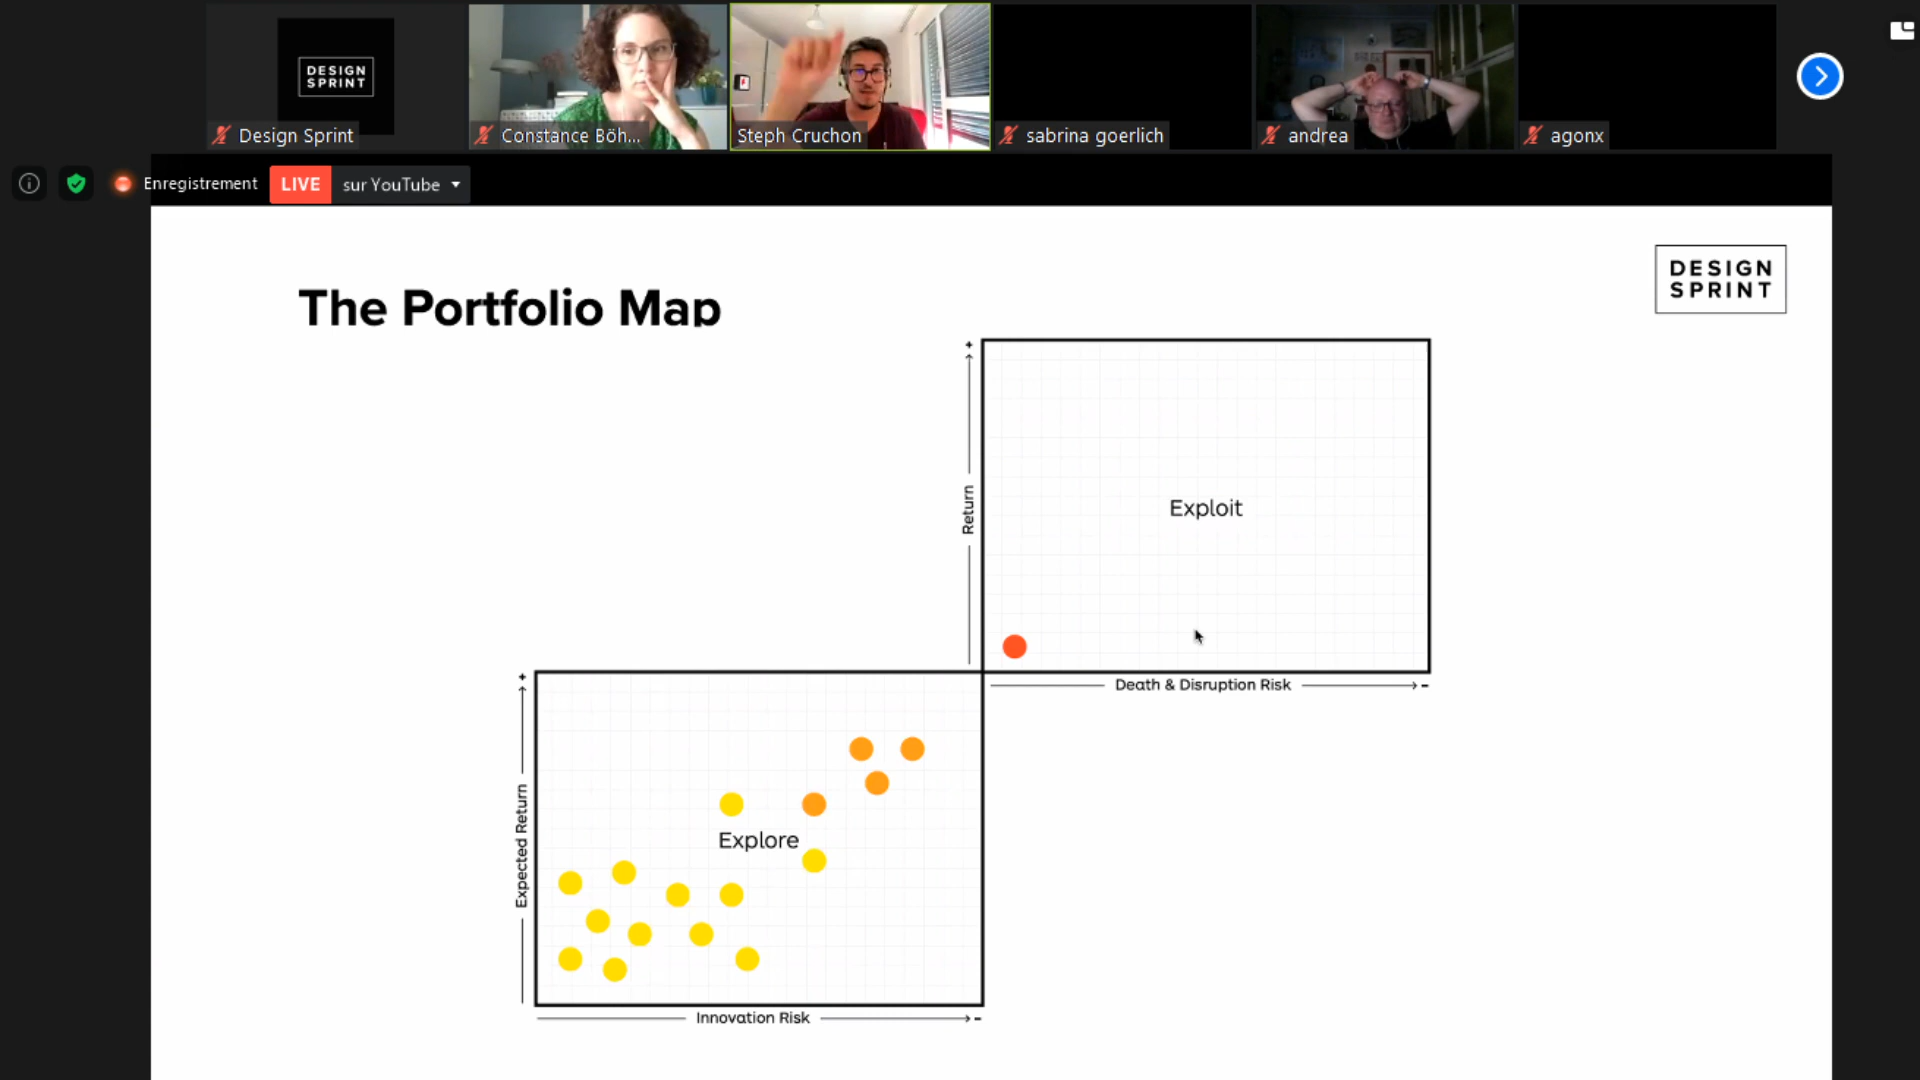 DESIGN
SPRINT
Design Sprint
Constance Böh...
Steph Cruchon
sabrina goerlich
andrea
agonx
Enregistrement
LIVE
sur YouTube
The Portfolio Map
DESIGN
SPRINT
+
Return
Exploit
Death & Disruption Risk
-
+
Expected Return
Explore
Innovation Risk
-